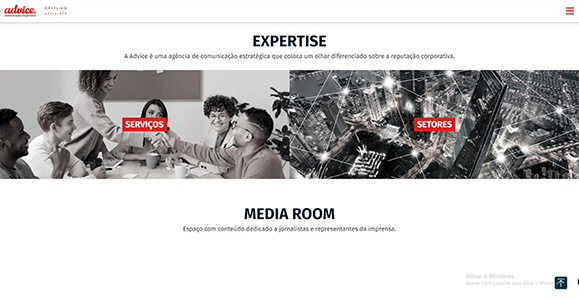 advice.
GRAYLING
AFFILIATE
EXPERTISE
A Advice é uma agência de comunicação estratégica que coloca um olhar diferenciado sobre a reputação corporativa.
SERVIÇOS
SETORES
MEDIA ROOM
Espaço com conteúdo dedicado a jornalistas e representantes da imprensa.
Ativar o Windows
Acesse Configurações para ativar o Windows.